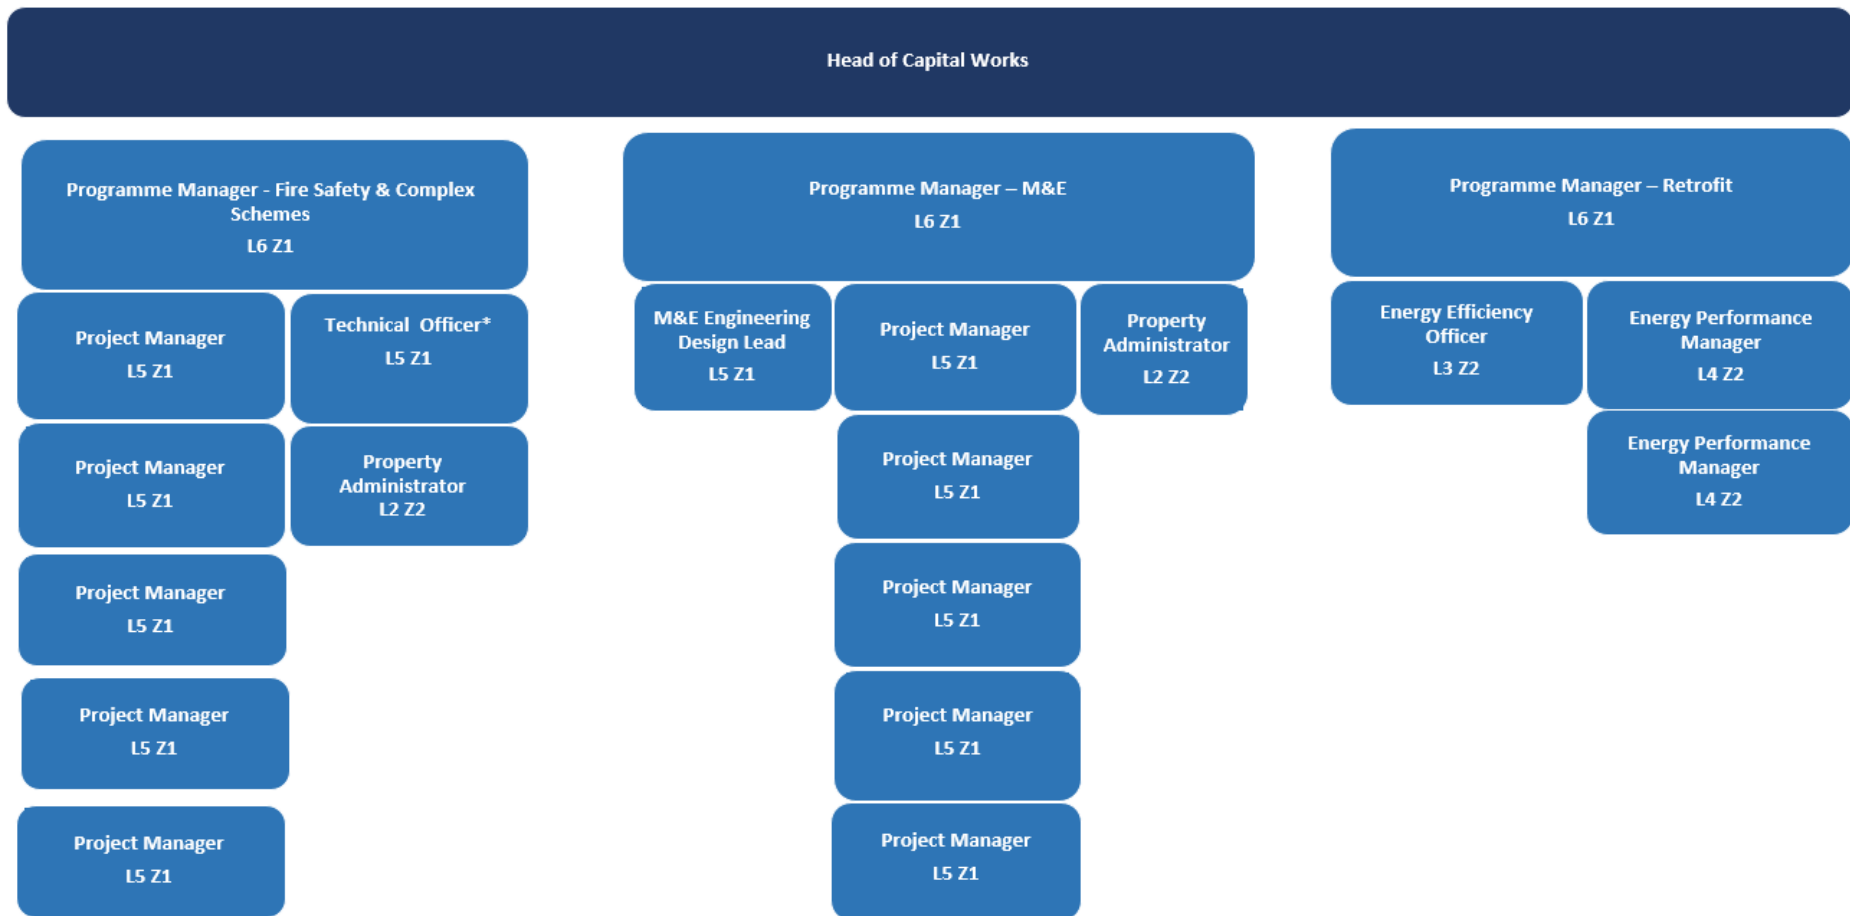 Head of Capital Works
Programme Manager - Fire Safety & Complex
Schemes
L6 Z1
Project Manager
L5 Z1
Technical Officer*
L5 Z1
Project Manager
L5 Z1
Property
Administrator
L2 Z2
Project Manager
L5 Z1
Project Manager
L5 Z1
Project Manager
L5 Z1
Programme Manager – M&E
L6 Z1
M&E Engineering
Design Lead
L5 Z1
Project Manager
L5 Z1
Property
Administrator
L2 Z2
Project Manager
L5 Z1
Project Manager
L5 Z1
Project Manager
L5 Z1
Project Manager
L5 Z1
Programme Manager – Retrofit
L6 Z1
Energy Efficiency
Officer
L3 Z2
Energy Performance
Manager
L4 Z2
Energy Performance
Manager
L4 Z2